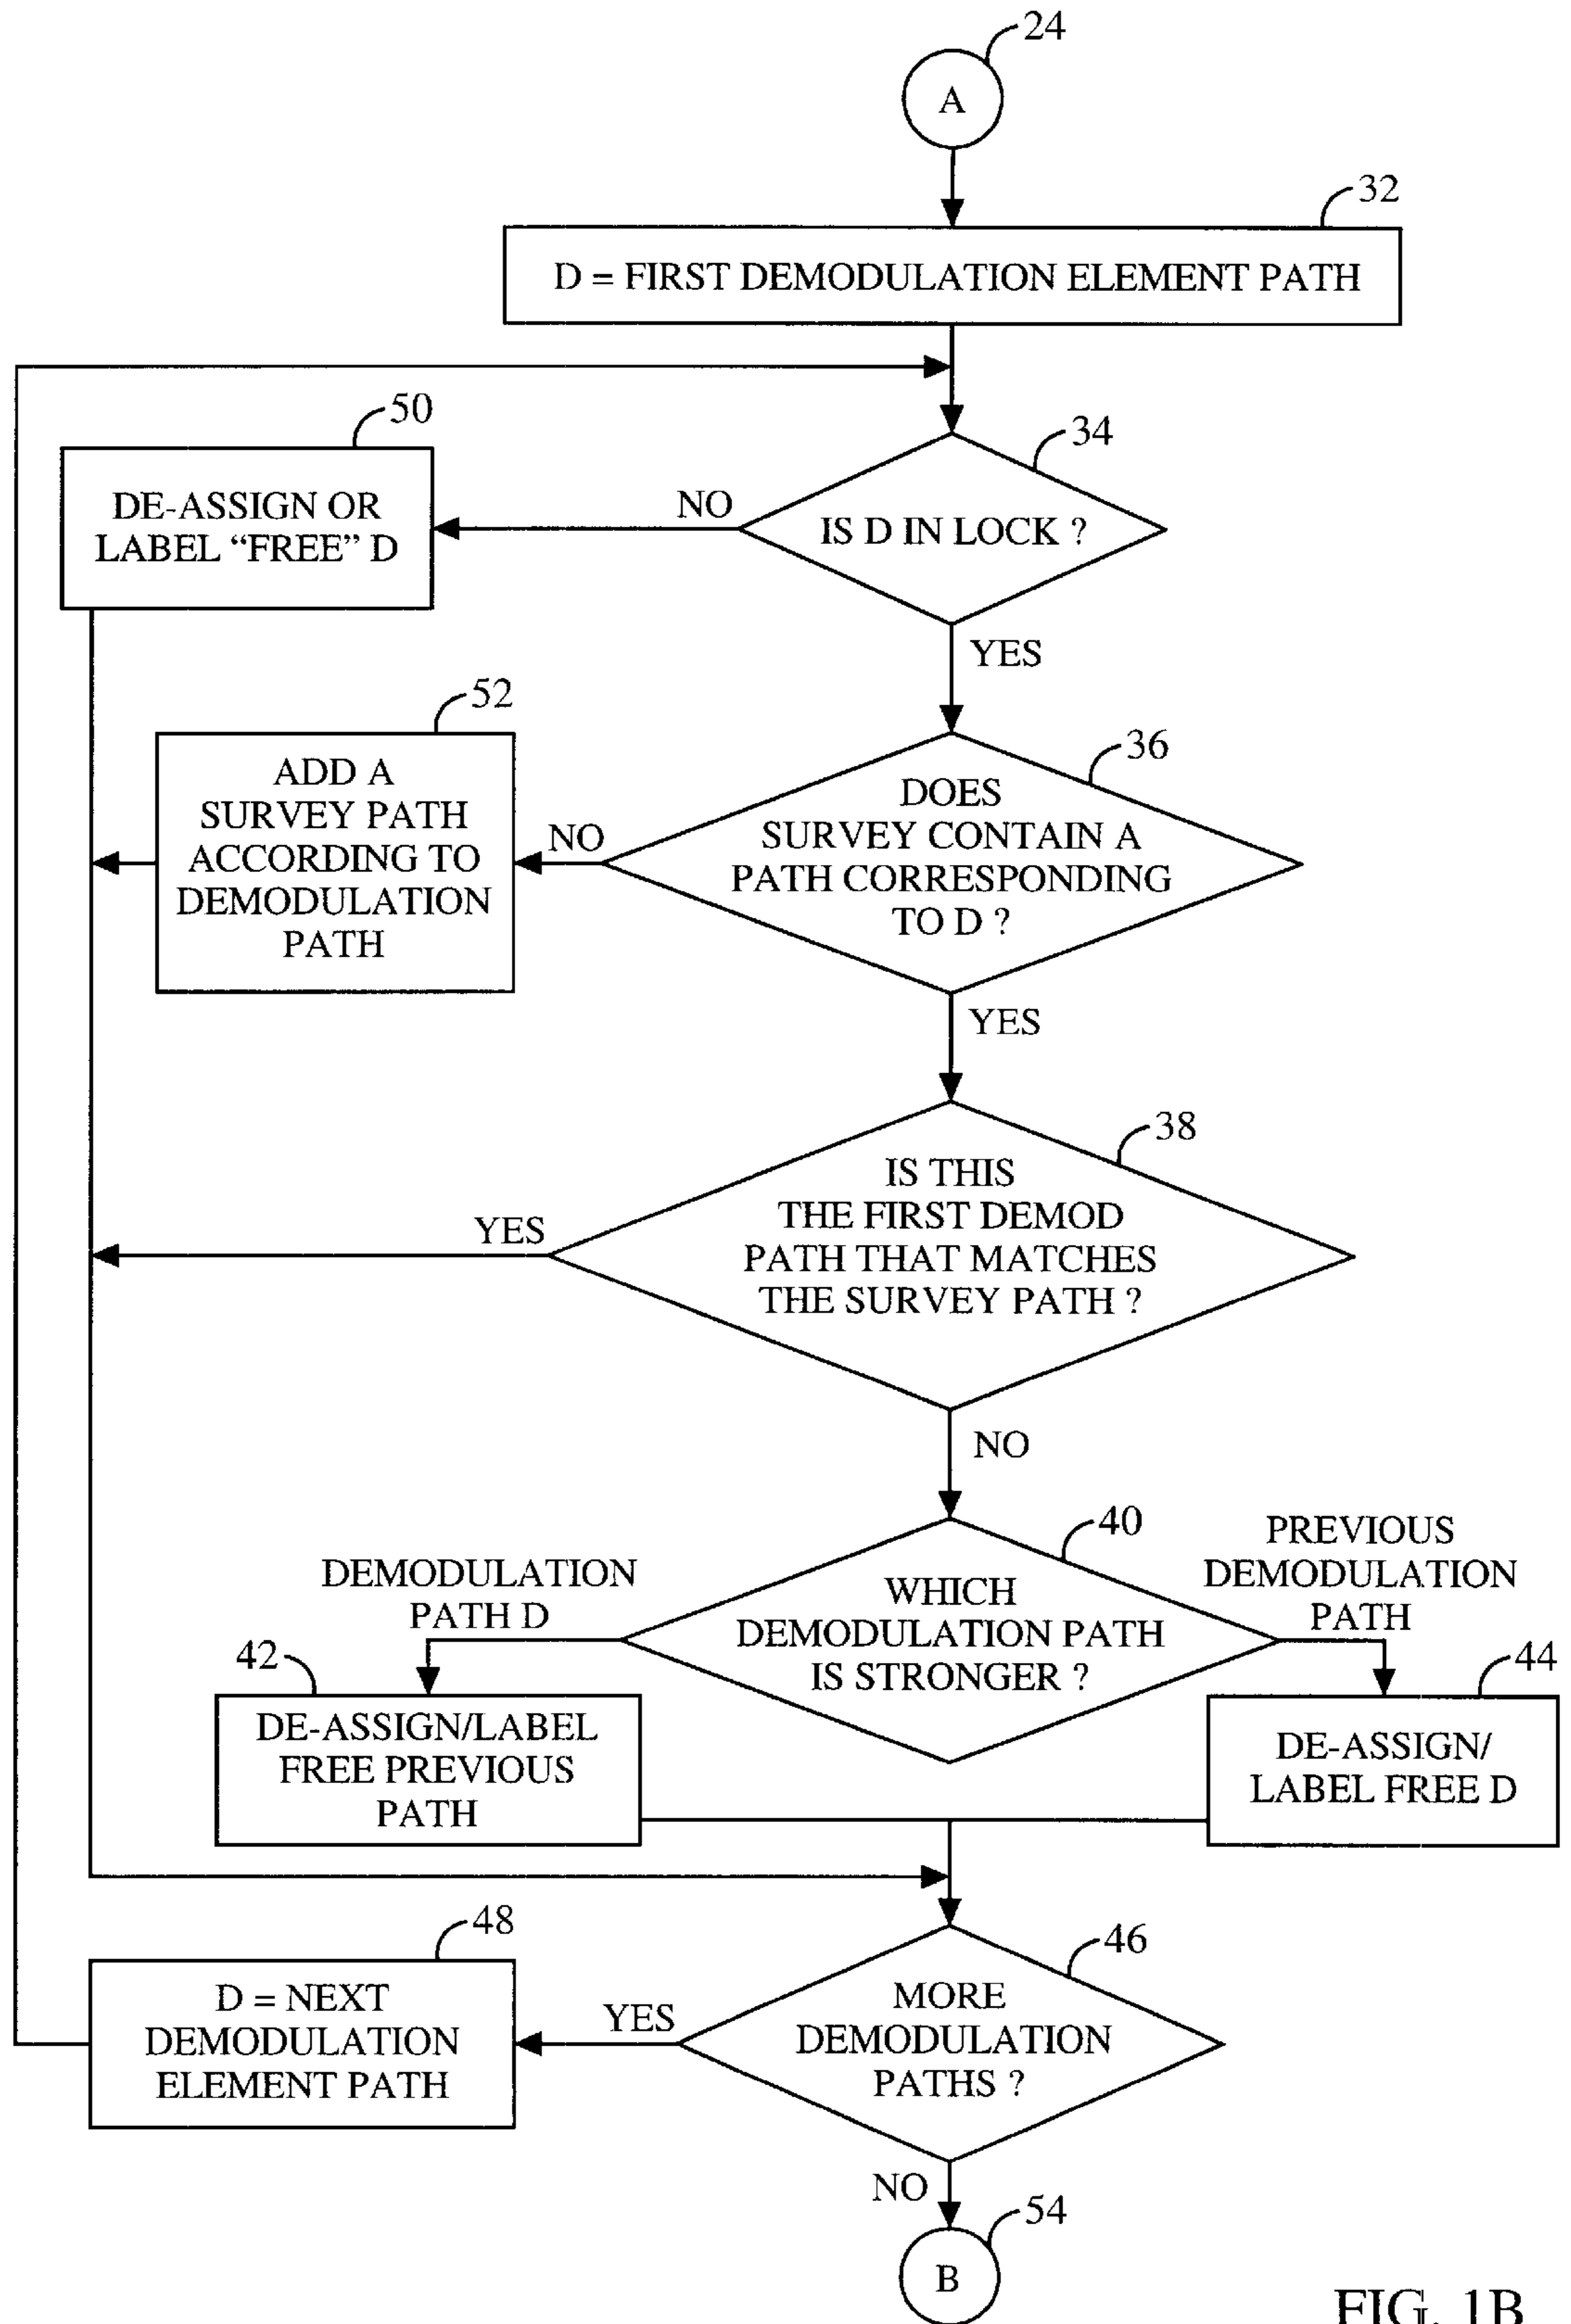 24
A
32
D = FIRST DEMODULATION ELEMENT PATH
50
34
DE-ASSIGN OR
LABEL “FREE” D
NO
IS D IN LOCK ?
YES
52
36
ADD A
SURVEY PATH
ACCORDING TO
DEMODULATION
PATH
NO
DOES
SURVEY CONTAIN A
PATH CORRESPONDING
TO D ?
YES
38
YES
IS THIS
THE FIRST DEMOD
PATH THAT MATCHES
THE SURVEY PATH ?
NO
40
DEMODULATION
PATH D
WHICH
DEMODULATION PATH
IS STRONGER ?
PREVIOUS
DEMODULATION
PATH
42
44
DE-ASSIGN/LABEL
FREE PREVIOUS
PATH
DE-ASSIGN/
LABEL FREE D
48
46
D = NEXT
DEMODULATION
ELEMENT PATH
YES
MORE
DEMODULATION
PATHS ?
NO
54
B
FIG. 1B